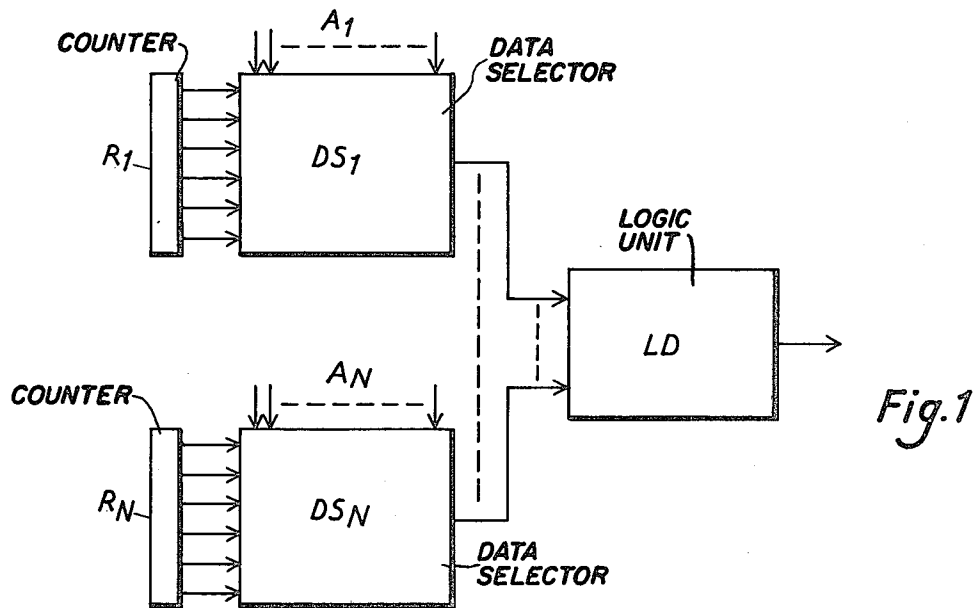 COUNTER
A1
DATA
SELECTOR
R1
DS1
LOGIC
UNIT
LD
Fig.1
COUNTER
AN
RN
DSN
DATA
SELECTOR